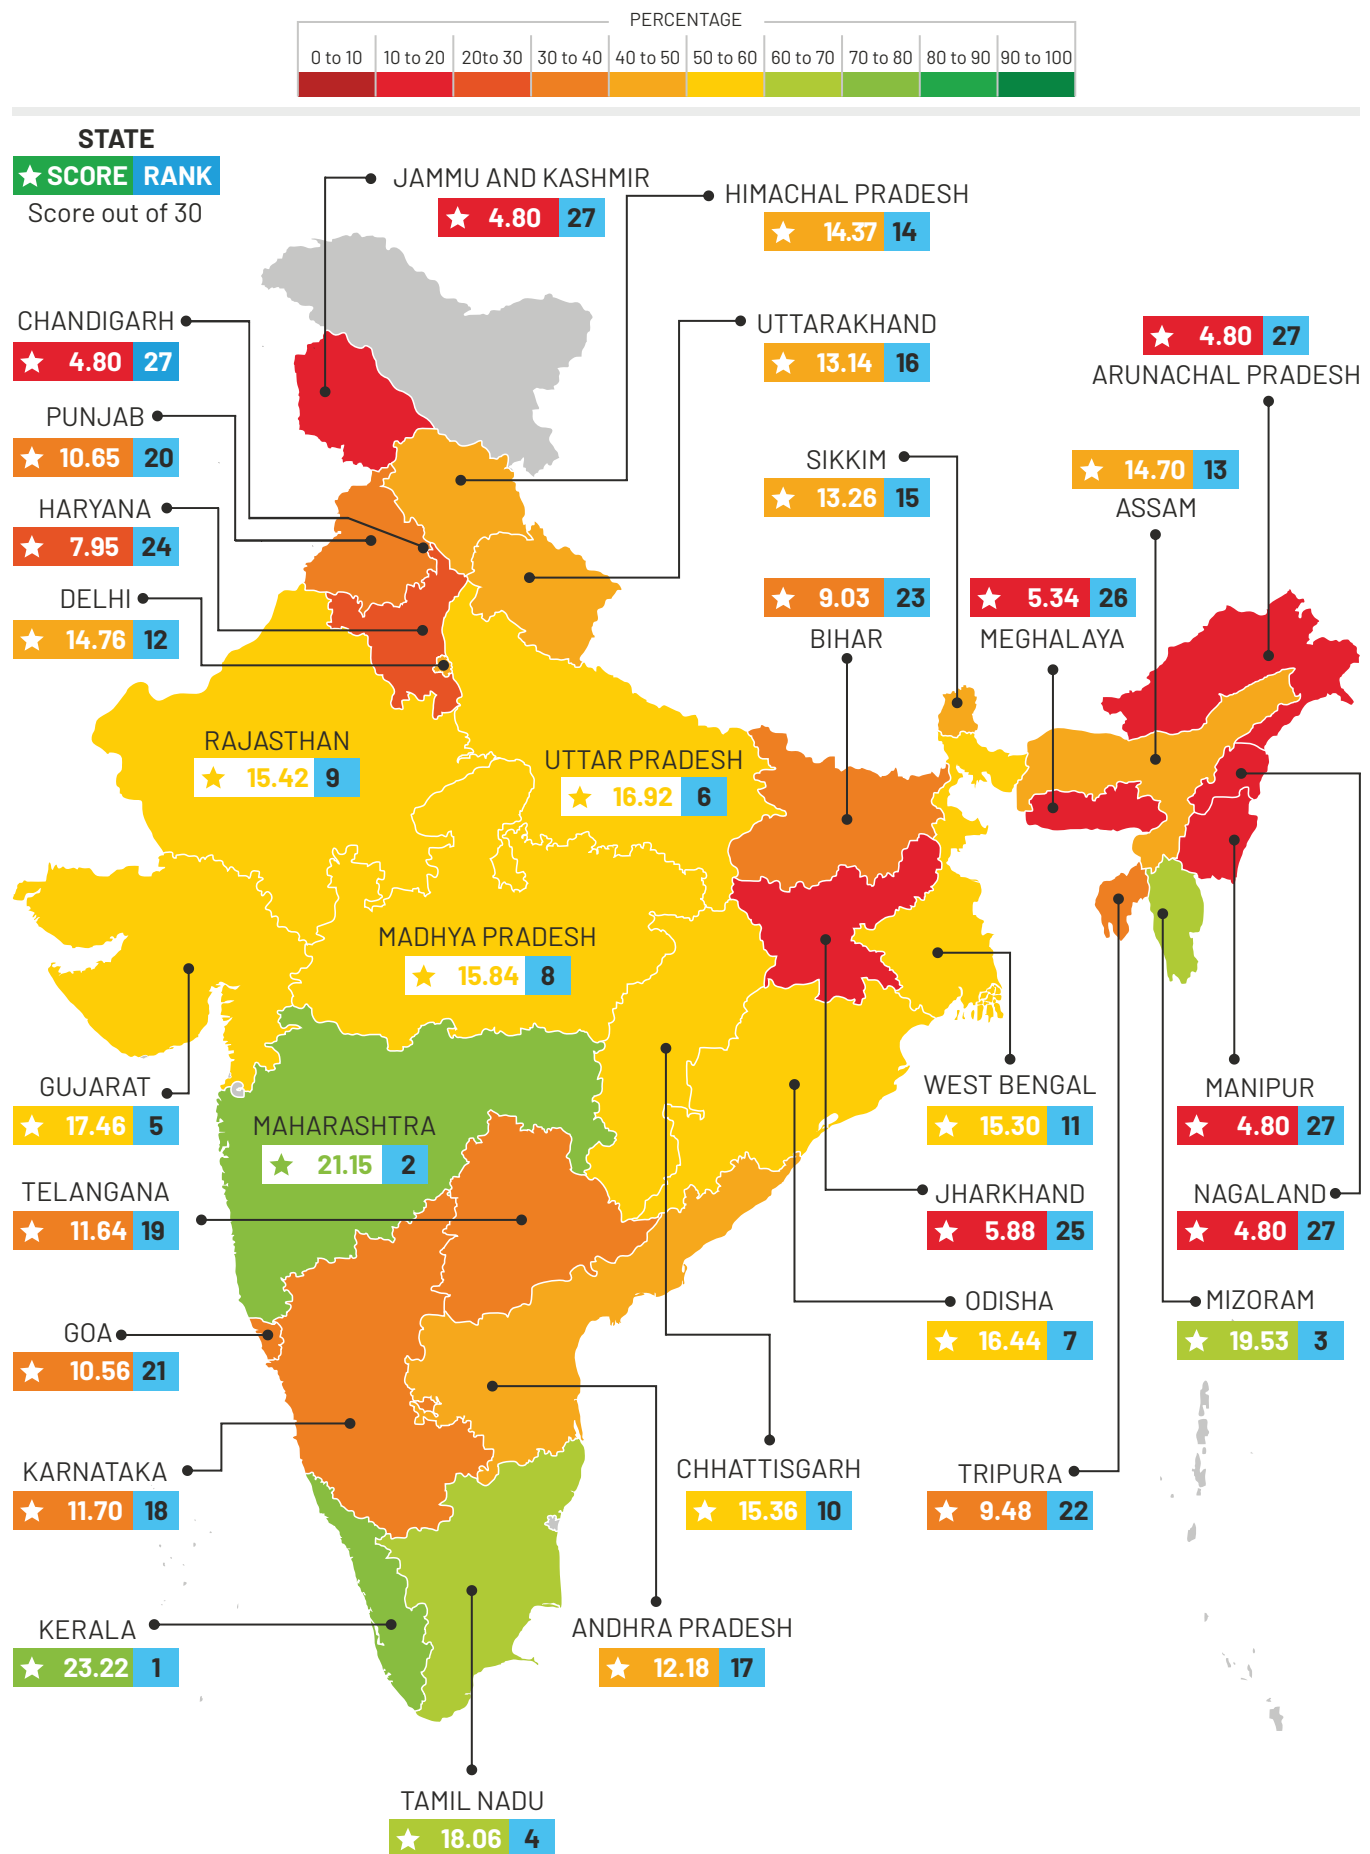 PERCENTAGE
0 to 10 10 to 20 20to 30 30 to 40 40 to 50 50 to 60 60 to 70 70 to 80 80 to 90 90 to 100
STATE
SCORE RANK
Score out of 30
JAMMU AND KASHMIR
4.80 27
HIMACHAL PRADESH
14.37 14
CHANDIGARH
4.80 27
UTTARAKHAND
13.14 16
4.80 27
ARUNACHAL PRADESH
PUNJAB
10.65 20
SIKKIM
13.26 15
14.70 13
ASSAM
HARYANA
7.95 24
DELHI
14.76 12
9.03 23
BIHAR
5.34 26
MEGHALAYA
RAJASTHAN
15.42 9
UTTAR PRADESH
16.92 6
MADHYA PRADESH
15.84 8
GUJARAT
17.46 5
MAHARASHTRA
21.15 2
WEST BENGAL
15.30 11
MANIPUR
4.80 27
TELANGANA
11.64 19
JHARKHAND
5.88 25
NAGALAND
4.80 27
GOA
10.56 21
ODISHA
16.44 7
MIZORAM
19.53 3
KARNATAKA
11.70 18
CHHATTISGARH
15.36 10
TRIPURA
9.48 22
KERALA
23.22 1
ANDHRA PRADESH
12.18 17
TAMIL NADU
18.06 4